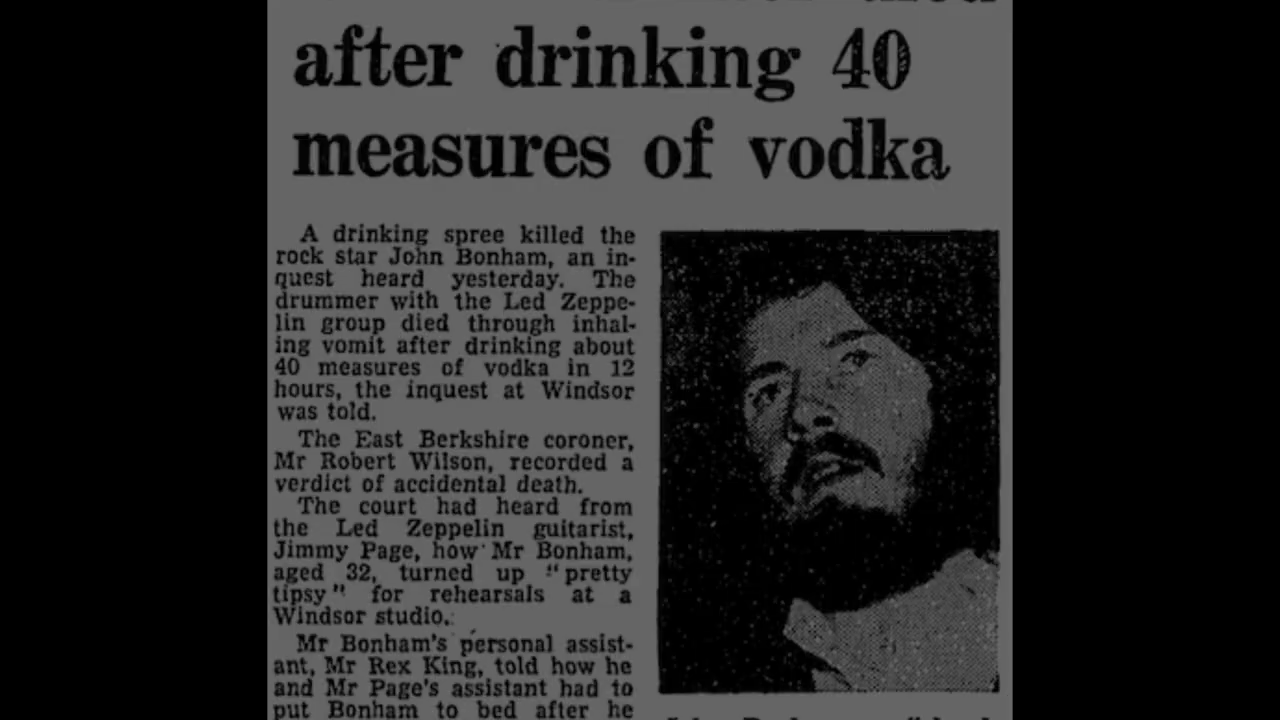 after drinking 40
measures of vodka
A drinking spree killed the
rock star John Bonham, an in-
quest heard yesterday. The
drummer with the Led Zeppe-
lin group died through inhal-
ing vomit after drinking about
40 measures of vodka in 12
hours, the inquest at Windsor
was told.
The East Berkshire coroner,
Mr Robert Wilson, recorded a
verdict of accidental death.
The court had heard from
the Led Zeppelin guitarist,
Jimmy Page, how Mr Bonham,
aged 32, turned up "pretty
tipsy" for rehearsals at a
Windsor studio.
Mr Bonham's personal assist-
ant, Mr Rex King, told how he
and Mr Page's assistant had to
put Bonham to bed after he